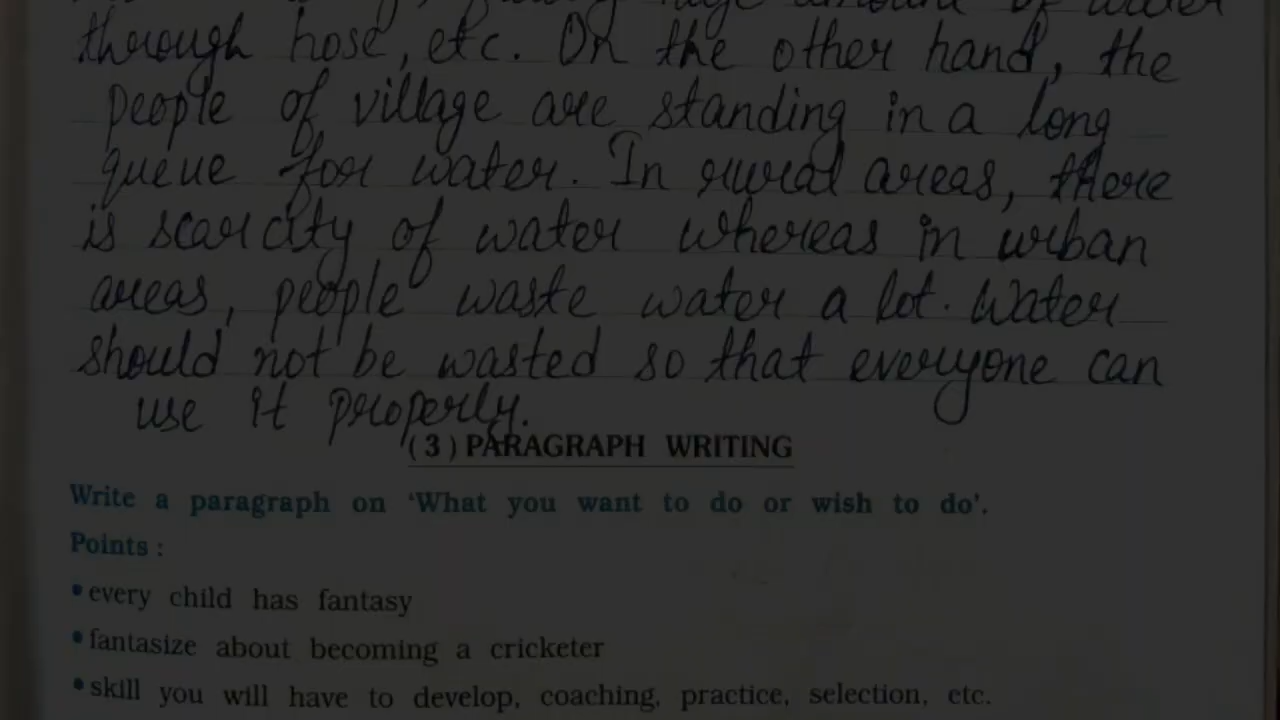 huge amount of water
through hose, etc. On the other hand, the
people of village are standing in a long
queue for water. In rural areas, there
is scarcity of water whereas in urban
areas, people waste water a lot. Water
should not be wasted so that everyone can
use it properly.
(3) PARAGRAPH WRITING
Write a paragraph on ‘What you want to do or wish to do’.
Points :
•every child has fantasy
•fantasize about becoming a cricketer
•skill you will have to develop, coaching, practice, selection, etc.